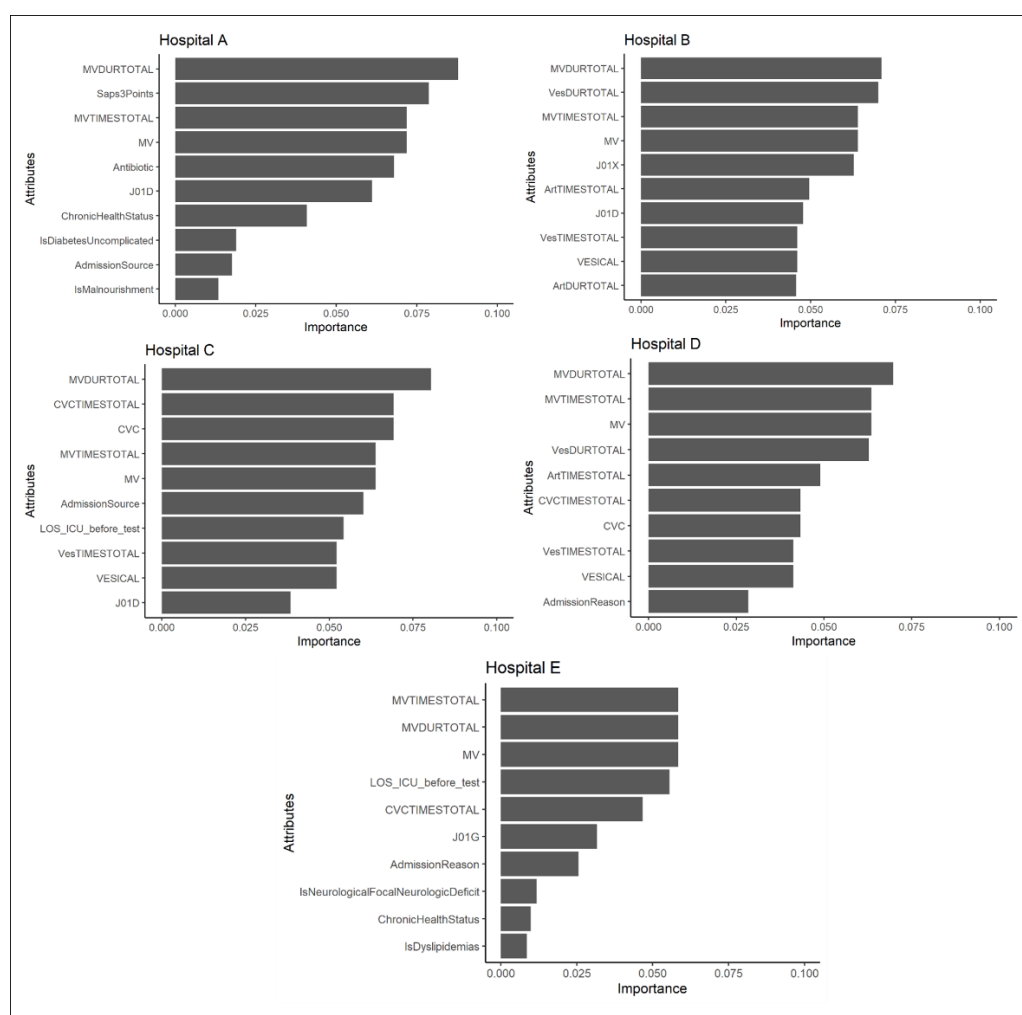 Hospital A
Attributes
MVDURTOTAL
Saps3Points
MVTIMESTOTAL
MV
Antibiotic
J01D
ChronicHealthStatus
IsDiabetesUncomplicated
AdmissionSource
IsMalnourishment
0.000 0.025 0.050 0.075 0.100
Importance
Hospital B
Attributes
MVDURTOTAL
VesDURTOTAL
MVTIMESTOTAL
MV
J01X
ArtTIMESTOTAL
J01D
VesTIMESTOTAL
VESICAL
ArtDURTOTAL
0.000 0.025 0.050 0.075 0.100
Importance
Hospital C
Attributes
MVDURTOTAL
CVCTIMESTOTAL
CVC
MVTIMESTOTAL
MV
AdmissionSource
LOS_ICU_before_test
VesTIMESTOTAL
VESICAL
J01D
0.000 0.025 0.050 0.075 0.100
Importance
Hospital D
Attributes
MVDURTOTAL
MVTIMESTOTAL
MV
VesDURTOTAL
ArtTIMESTOTAL
CVCTIMESTOTAL
CVC
VesTIMESTOTAL
VESICAL
AdmissionReason
0.000 0.025 0.050 0.075 0.100
Importance
Hospital E
Attributes
MVTIMESTOTAL
MVDURTOTAL
MV
LOS_ICU_before_test
CVCTIMESTOTAL
J01G
AdmissionReason
IsNeurologicalFocalNeurologicDeficit
ChronicHealthStatus
IsDyslipidemias
0.000 0.025 0.050 0.075 0.100
Importance